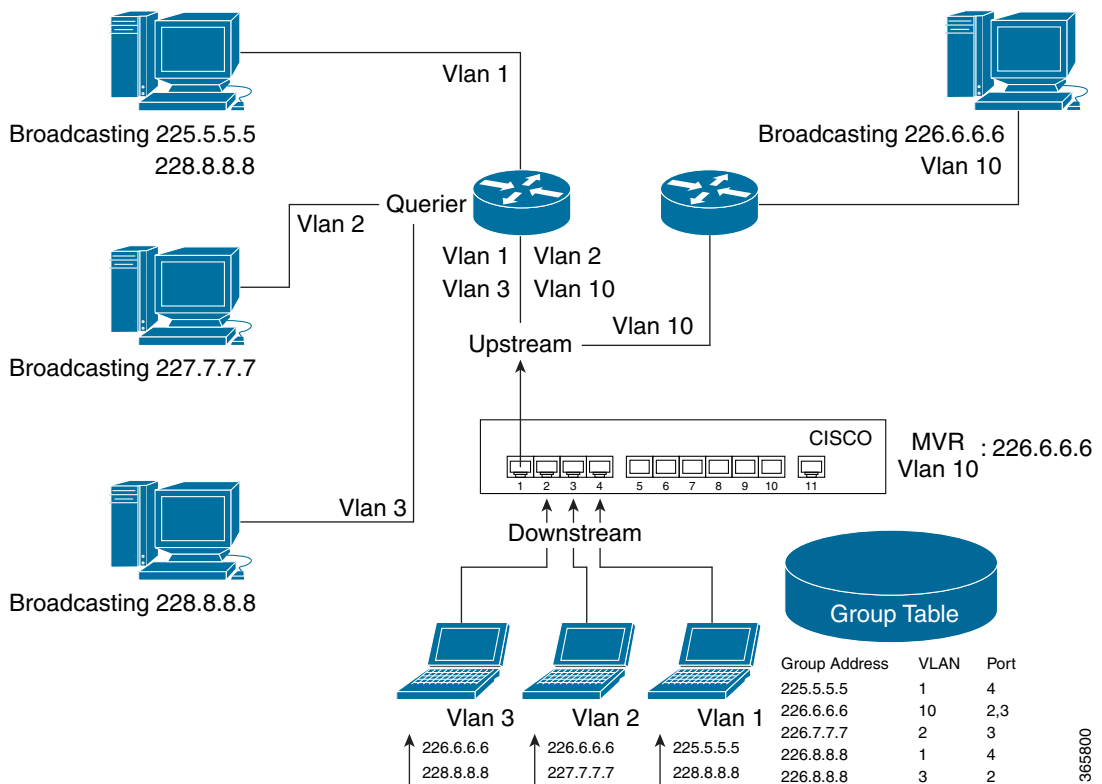 Vlan 1
Broadcasting 225.5.5.5
228.8.8.8
Broadcasting 226.6.6.6
Vlan 10
Querier
Vlan 2
Vlan 1 Vlan 2
Vlan 3 Vlan 10
Vlan 10
Upstream
Broadcasting 227.7.7.7
CISCO
MVR : 226.6.6.6
Vlan 10
1 2 3 4 5 6 7 8 9 10 11
Vlan 3
Downstream
Broadcasting 228.8.8.8
Group Table
Group Address VLAN Port
225.5.5.5 1 4
226.6.6.6 10 2,3
226.7.7.7 2 3
226.8.8.8 1 4
226.8.8.8 3 2
Vlan 3 Vlan 2 Vlan 1
226.6.6.6 226.6.6.6 225.5.5.5
228.8.8.8 227.7.7.7 228.8.8.8
365800